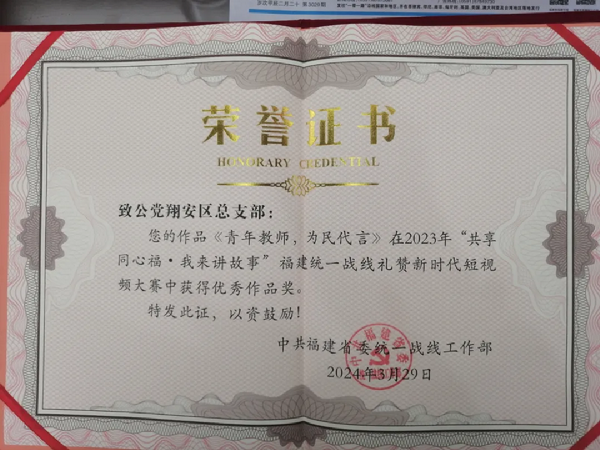 荣誉证书
HONORARY CREDENTIAL
致公党翔安区总支部：
您的作品《青年教师，为民代言》在2023年“共享
同心福·我来讲故事”福建统一战线礼赞新时代短视
频大赛中获得优秀作品奖。
特发此证，以资鼓励！
中共福建省委统一战线工作部
2024年3月29日